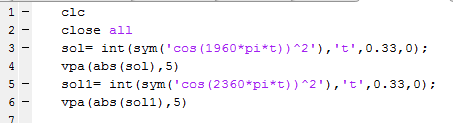 1 - clc
2 - close all
3 - sol= int(sym('cos(1960*pi*t))^2'),'t',0.33,0);
4 - vpa(abs(sol),5)
5 - sol1= int(sym('cos(2360*pi*t))^2'),'t',0.33,0);
6 - vpa(abs(sol1),5)
7